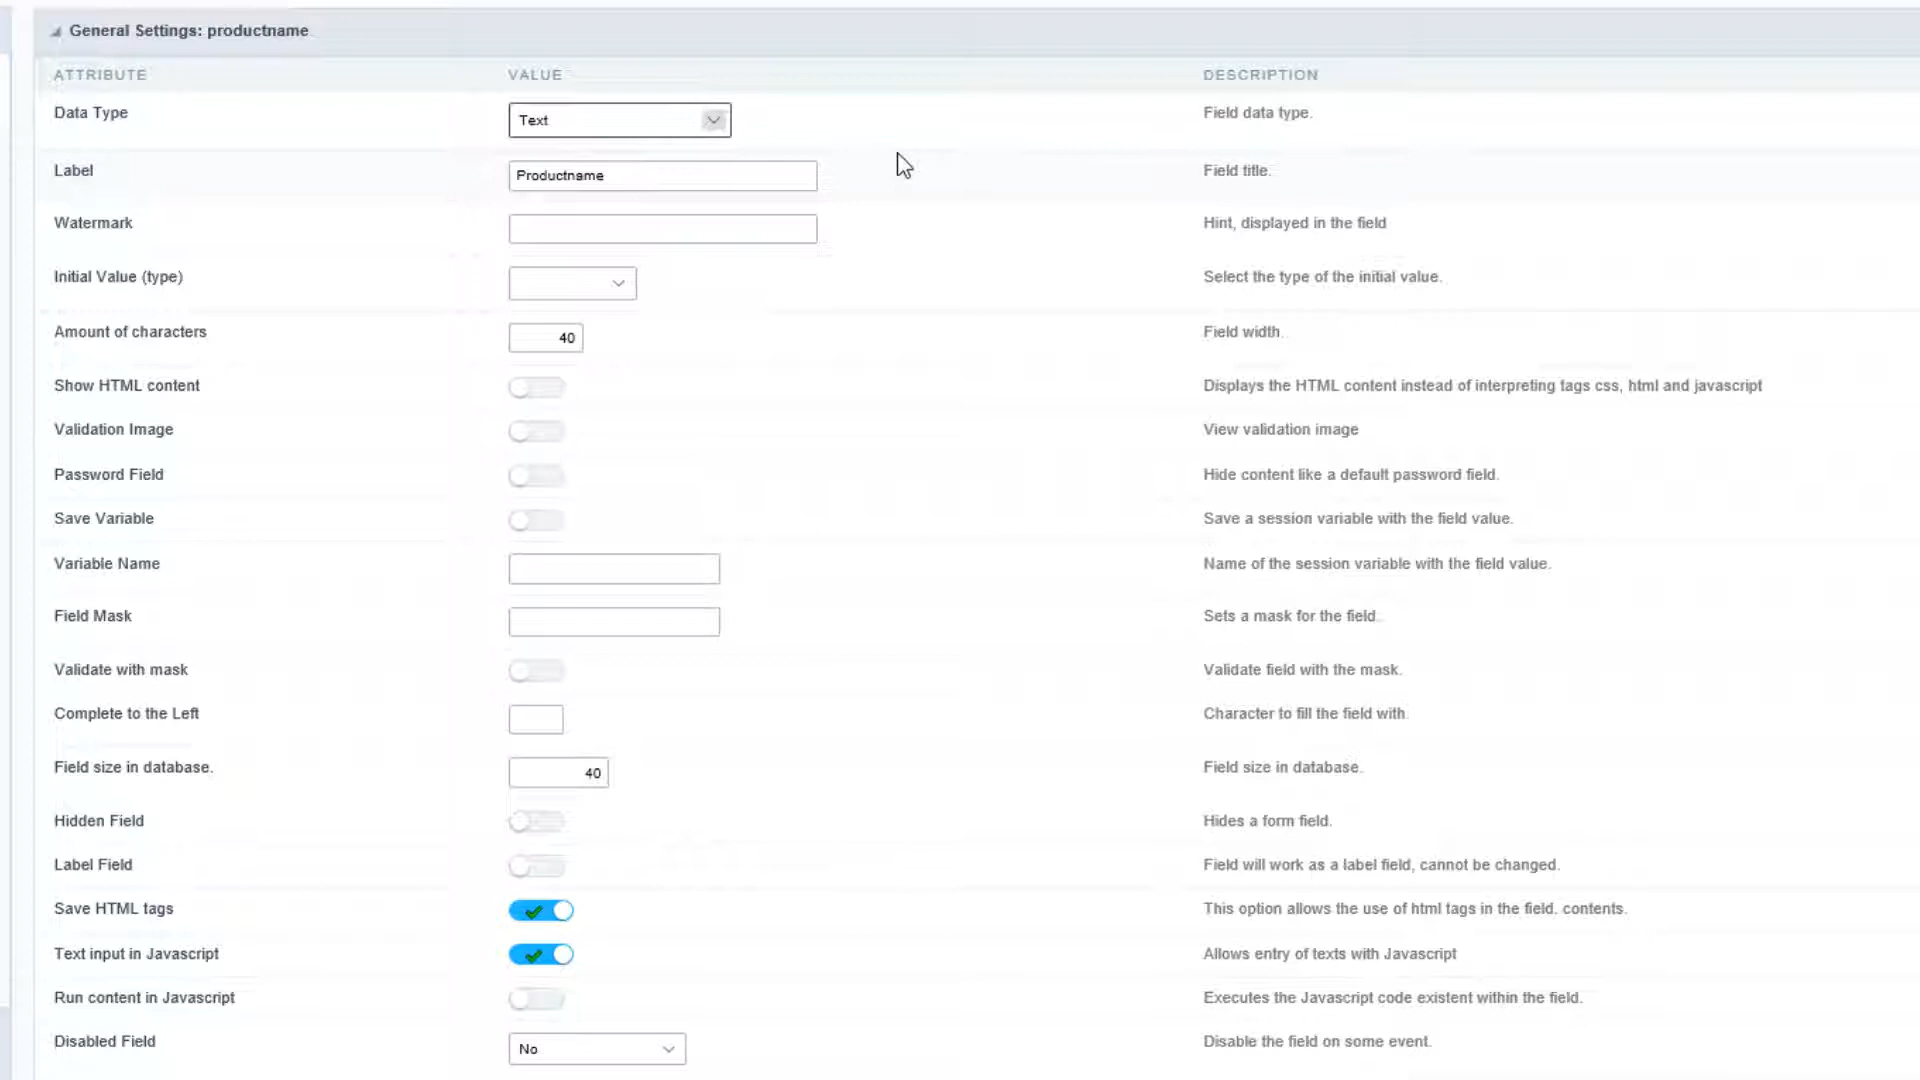 General Settings: productname
ATTRIBUTE VALUE DESCRIPTION
Data Type Text Field data type.
Label Productname Field title.
Watermark Hint, displayed in the field
Initial Value (type) Select the type of the initial value.
Amount of characters 40 Field width.
Show HTML content Displays the HTML content instead of interpreting tags css, html and javascript
Validation Image View validation image
Password Field Hide content like a default password field.
Save Variable Save a session variable with the field value.
Variable Name Name of the session variable with the field value.
Field Mask Sets a mask for the field.
Validate with mask Validate field with the mask.
Complete to the Left Character to fill the field with.
Field size in database. 40 Field size in database.
Hidden Field Hides a form field.
Label Field Field will work as a label field, cannot be changed.
Save HTML tags This option allows the use of html tags in the field. contents.
Text input in Javascript Allows entry of texts with Javascript
Run content in Javascript Executes the Javascript code existent within the field.
Disabled Field No Disable the field on some event.